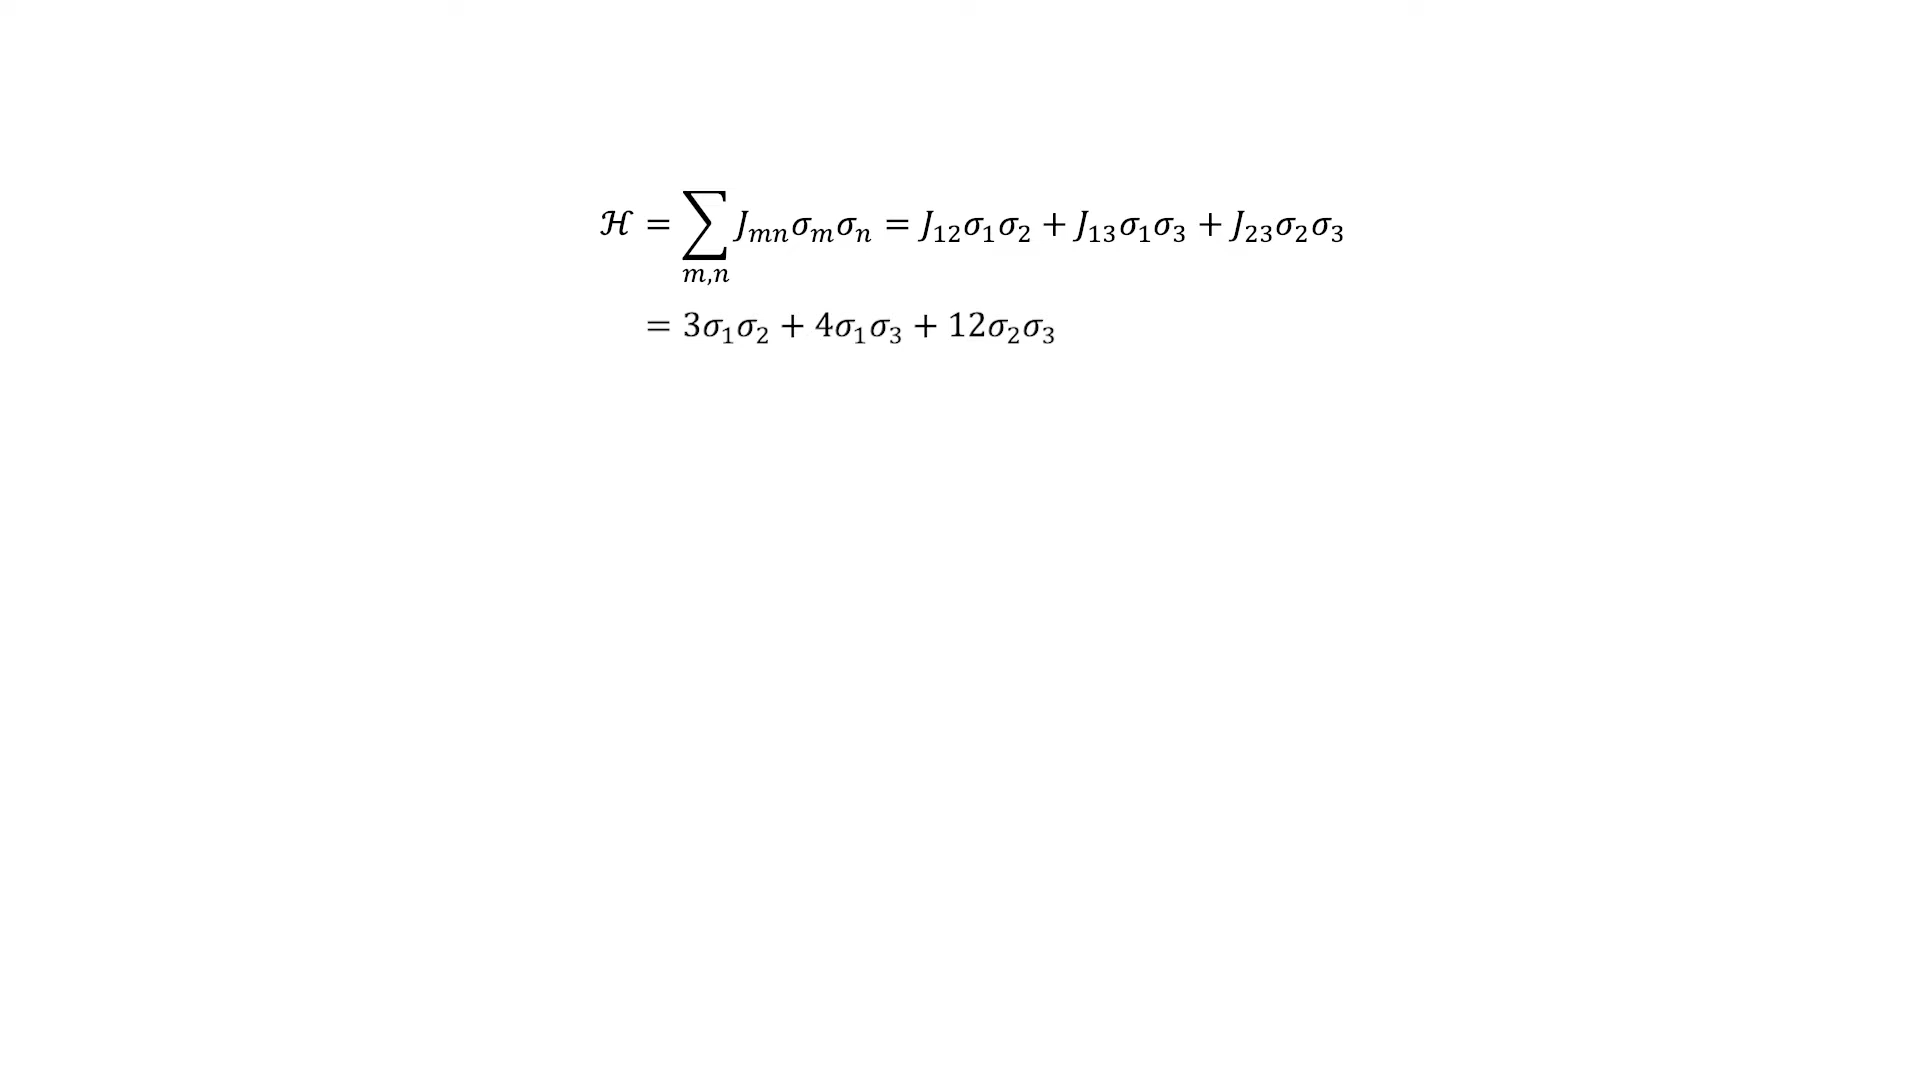 ℋ = ∑_{m,n} J_{mn}σ_mσ_n = J_{12}σ_1σ_2 + J_{13}σ_1σ_3 + J_{23}σ_2σ_3
= 3σ_1σ_2 + 4σ_1σ_3 + 12σ_2σ_3